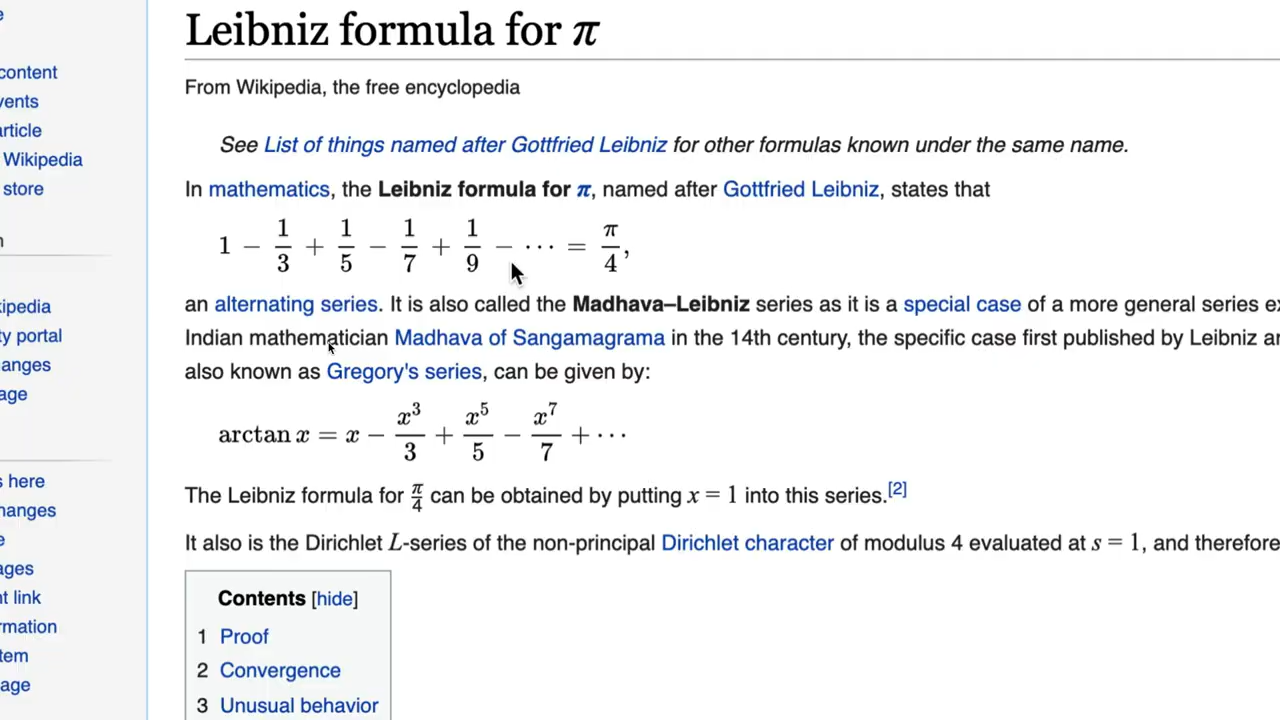 Leibniz formula for π
From Wikipedia, the free encyclopedia
See List of things named after Gottfried Leibniz for other formulas known under the same name.
In mathematics, the Leibniz formula for π, named after Gottfried Leibniz, states that
1 − 1/3 + 1/5 − 1/7 + 1/9 − ⋯ = π/4,
an alternating series. It is also called the Madhava–Leibniz series as it is a special case of a more general series
Indian mathematician Madhava of Sangamagrama in the 14th century, the specific case first published by Leibniz
also known as Gregory's series, can be given by:
arctan x = x − x³/3 + x⁵/5 − x⁷/7 + ⋯
The Leibniz formula for π/4 can be obtained by putting x = 1 into this series.[2]
It also is the Dirichlet L-series of the non-principal Dirichlet character of modulus 4 evaluated at s = 1, and therefore
Contents [hide]
1 Proof
2 Convergence
3 Unusual behavior
content
vents
article
Wikipedia
store
kipedia
ty portal
anges
age
s here
hanges
ages
nt link
rmation
tem
age